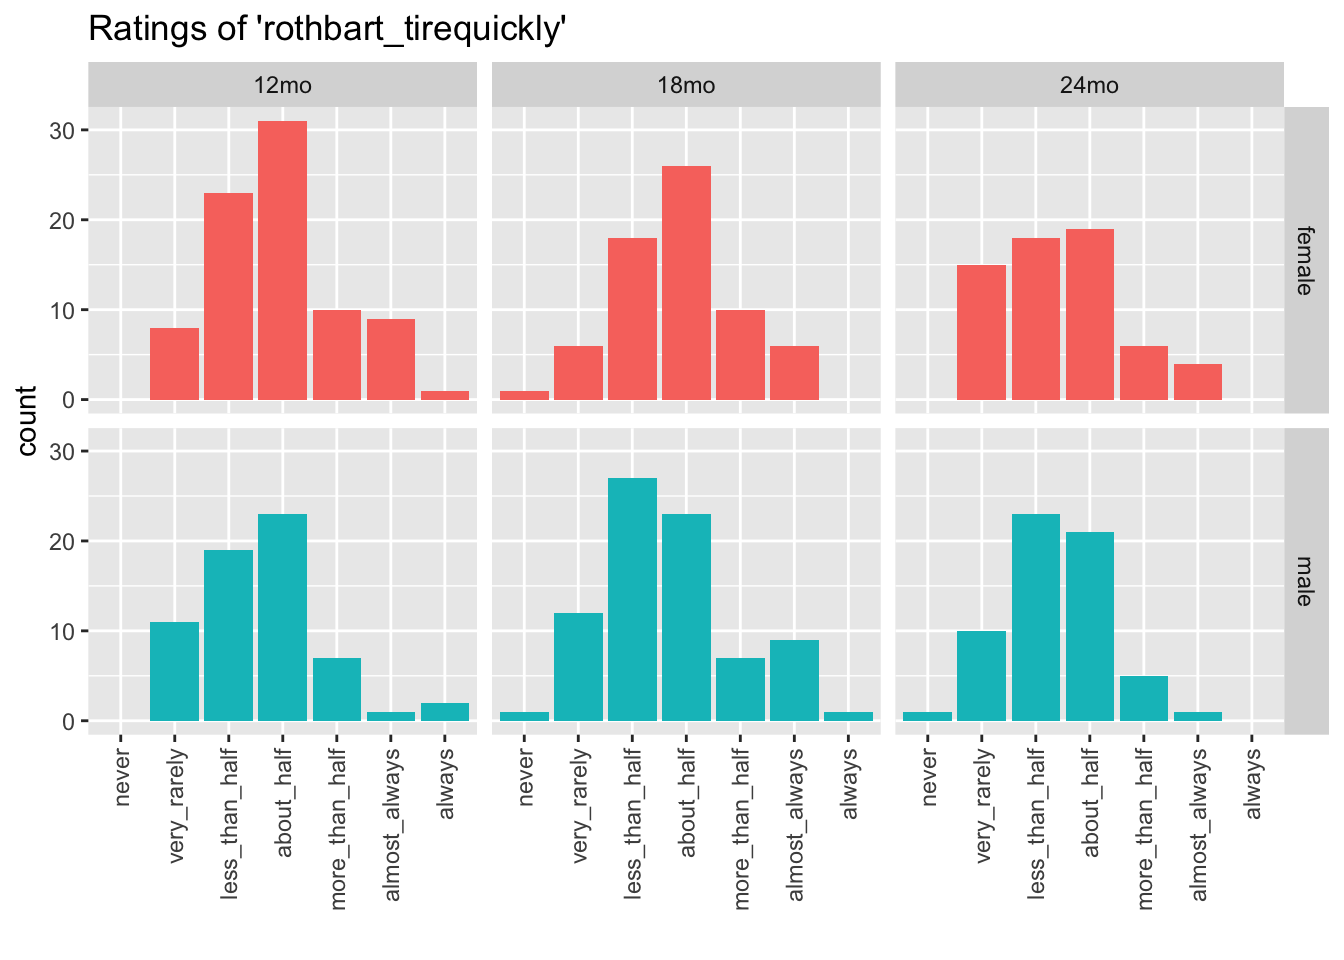 Ratings of 'rothbart_tirequickly'
12mo 18mo 24mo
30
20
10
0
female
count
30
20
10
0
male
never very_rarely less_than_half about_half more_than_half almost_always always
never very_rarely less_than_half about_half more_than_half almost_always always
never very_rarely less_than_half about_half more_than_half almost_always always